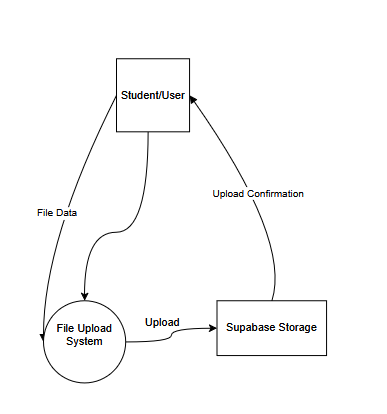 Student/User
Upload Confirmation
File Data
Upload
File Upload
System
Supabase Storage